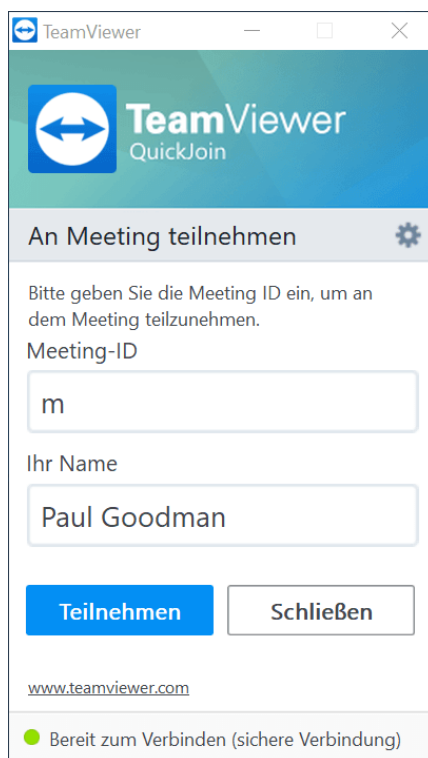 TeamViewer
TeamViewer
QuickJoin
An Meeting teilnehmen
Bitte geben Sie die Meeting ID ein, um an
dem Meeting teilzunehmen.
Meeting-ID
m
Ihr Name
Paul Goodman
Teilnehmen Schließen
www.teamviewer.com
Bereit zum Verbinden (sichere Verbindung)